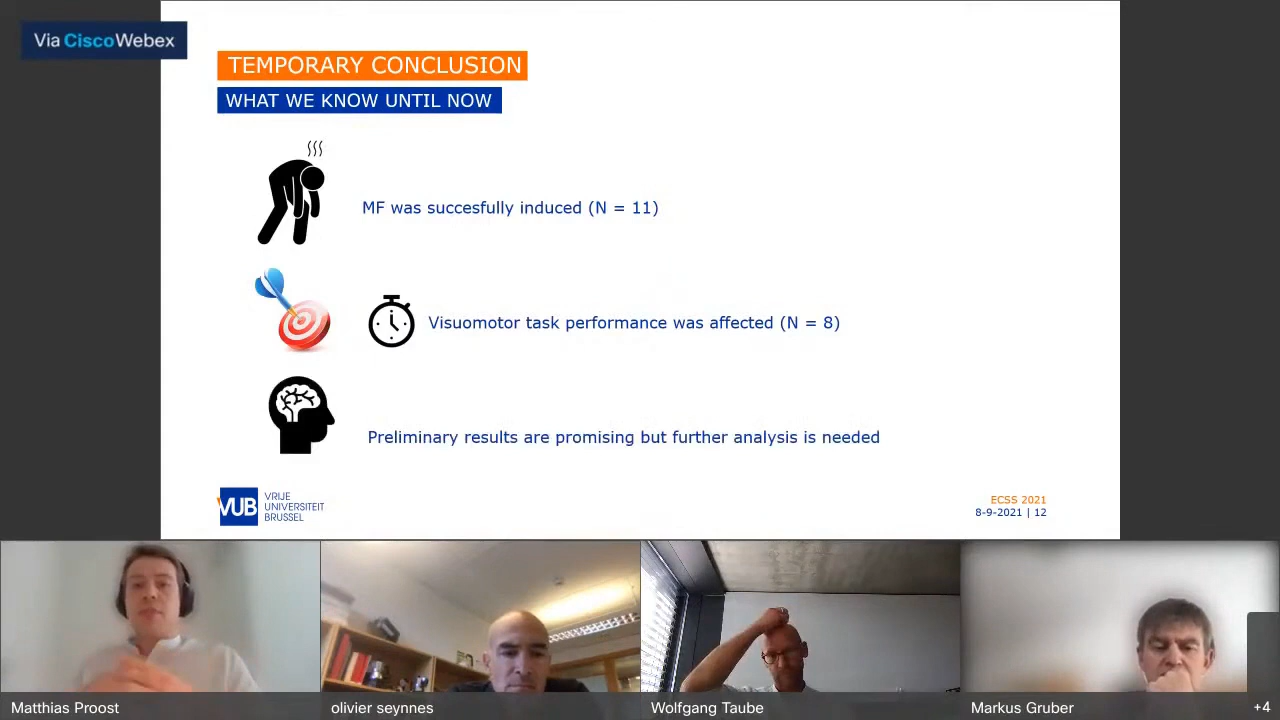 Via Cisco Webex
TEMPORARY CONCLUSION
WHAT WE KNOW UNTIL NOW
MF was succesfully induced (N = 11)
Visuomotor task performance was affected (N = 8)
Preliminary results are promising but further analysis is needed
VUB
VRIJE
UNIVERSITEIT
BRUSSEL
ECSS 2021
8-9-2021 | 12
Matthias Proost
olivier seynnes
Wolfgang Taube
Markus Gruber
+4